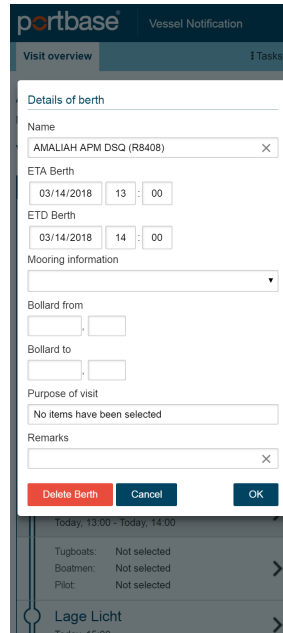 portbase Vessel Notification
Visit overview Tasks
Details of berth
Name
AMALIAH APM DSQ (R8408)
ETA Berth
03/14/2018 13 : 00
ETD Berth
03/14/2018 14 : 00
Mooring information
Bollard from
,
Bollard to
,
Purpose of visit
No items have been selected
Remarks
Delete Berth Cancel OK
Today, 13:00 - Today, 14:00
Tugboats: Not selected
Boatmen: Not selected
Pilot: Not selected
Lage Licht
Today, 15:00